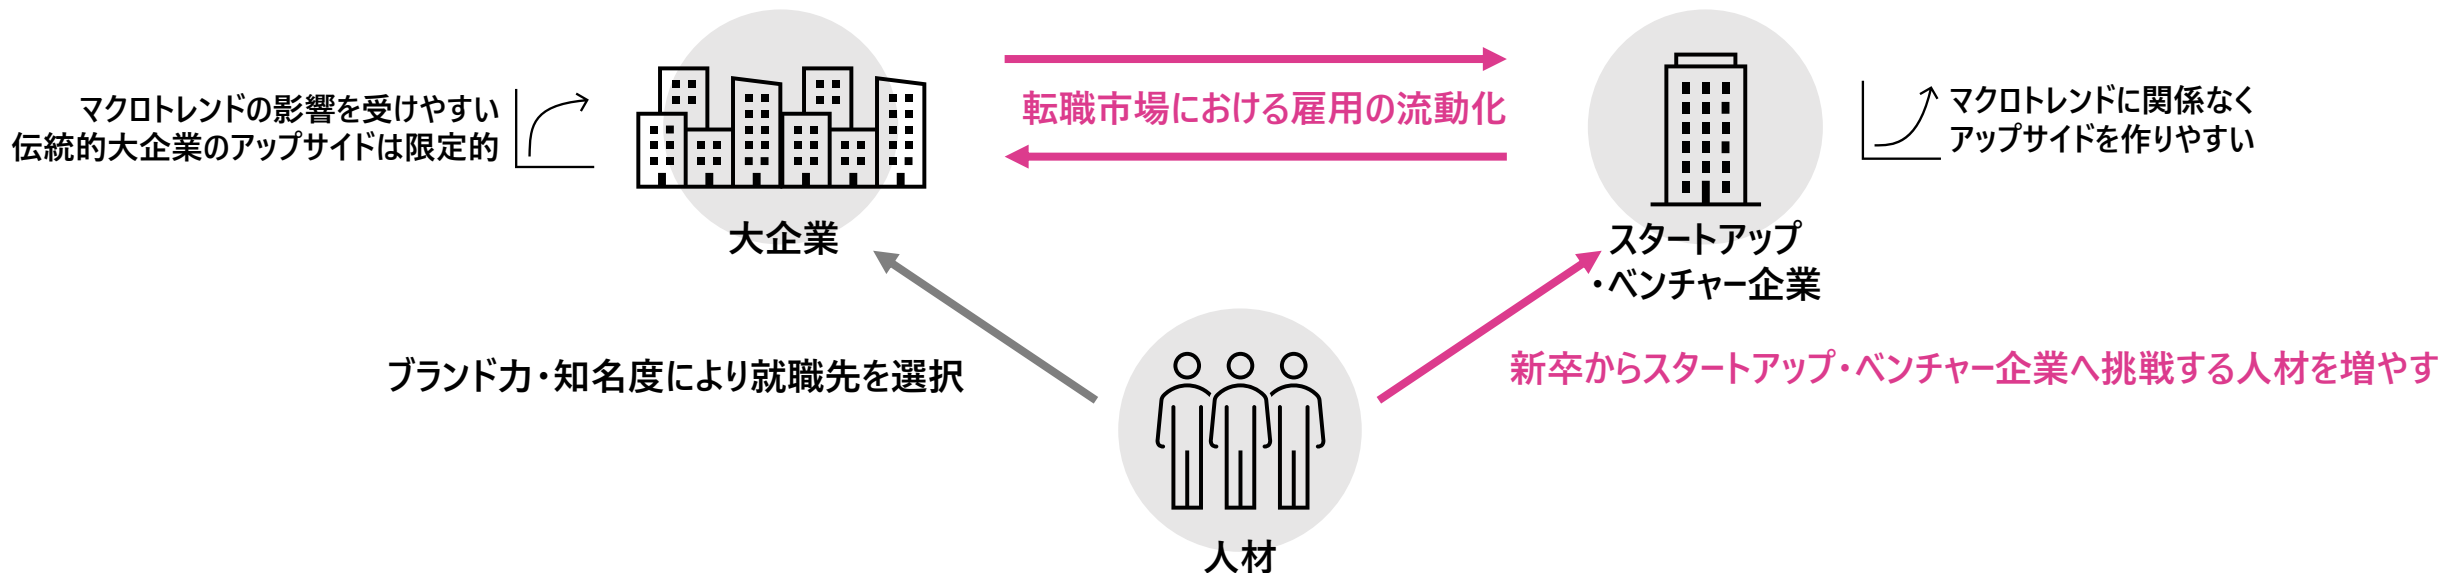 マクロトレンドの影響を受けやすい
伝統的大企業のアップサイドは限定的
大企業
転職市場における雇用の流動化
スタートアップ
・ベンチャー企業
マクロトレンドに関係なく
アップサイドを作りやすい
ブランド力・知名度により就職先を選択
新卒からスタートアップ・ベンチャー企業へ挑戦する人材を増やす
人材